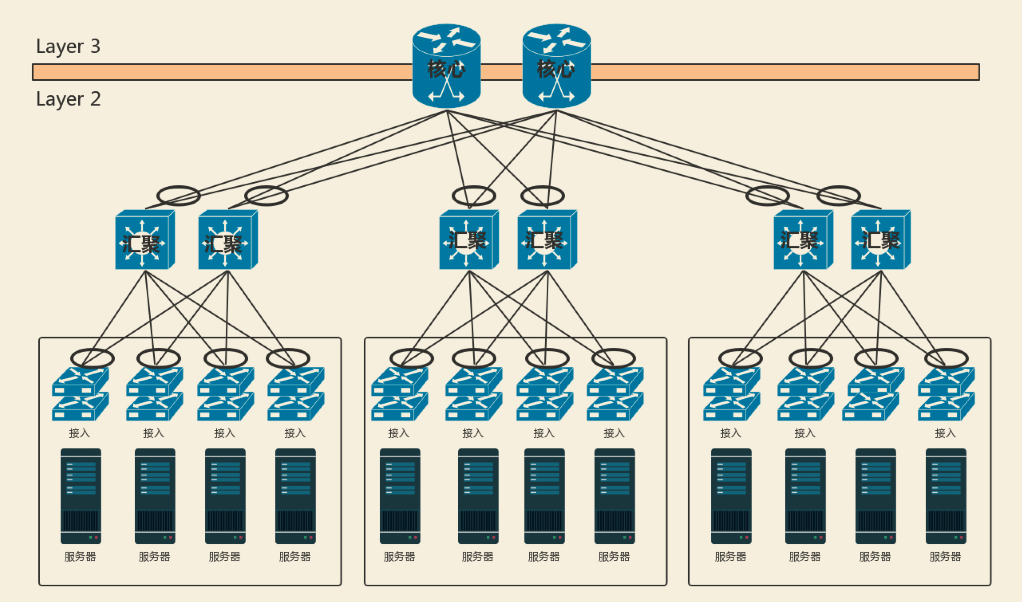 Layer 3
核心 核心
Layer 2
汇聚 汇聚 汇聚 汇聚 汇聚 汇聚
接入 接入 接入 接入 接入 接入 接入 接入 接入 接入 接入
服务器 服务器 服务器 服务器 服务器 服务器 服务器 服务器 服务器 服务器 服务器 服务器